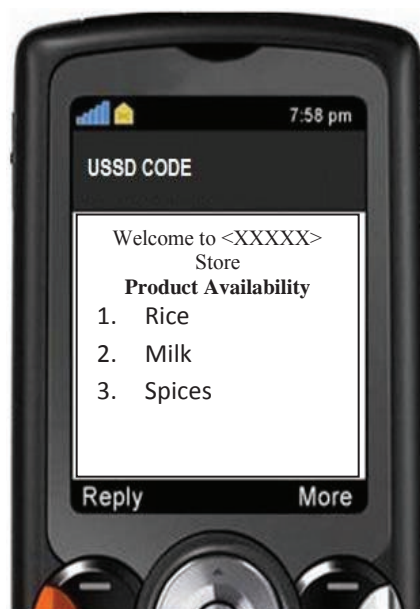 7:58 pm
USSD CODE
Welcome to <XXXXX>
Store
Product Availability
1. Rice
2. Milk
3. Spices
Reply More